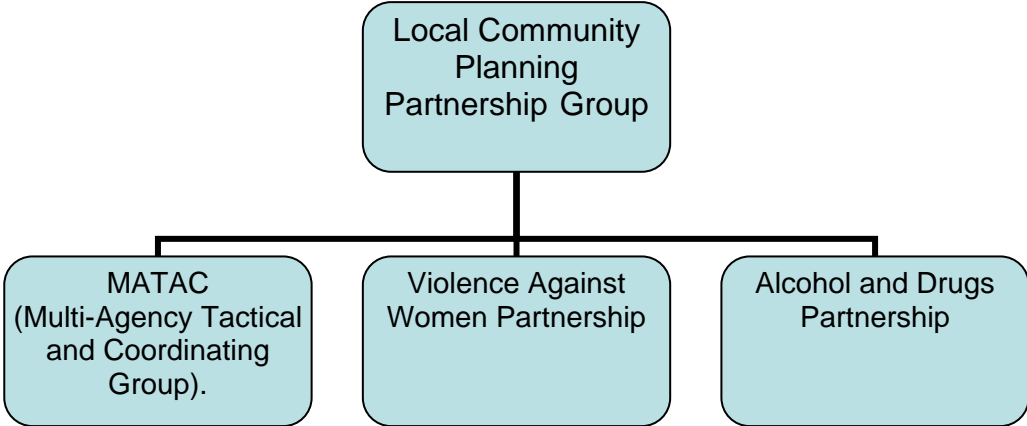 Local Community
Planning
Partnership Group
MATAC
(Multi-Agency Tactical
and Coordinating
Group).
Violence Against
Women Partnership
Alcohol and Drugs
Partnership